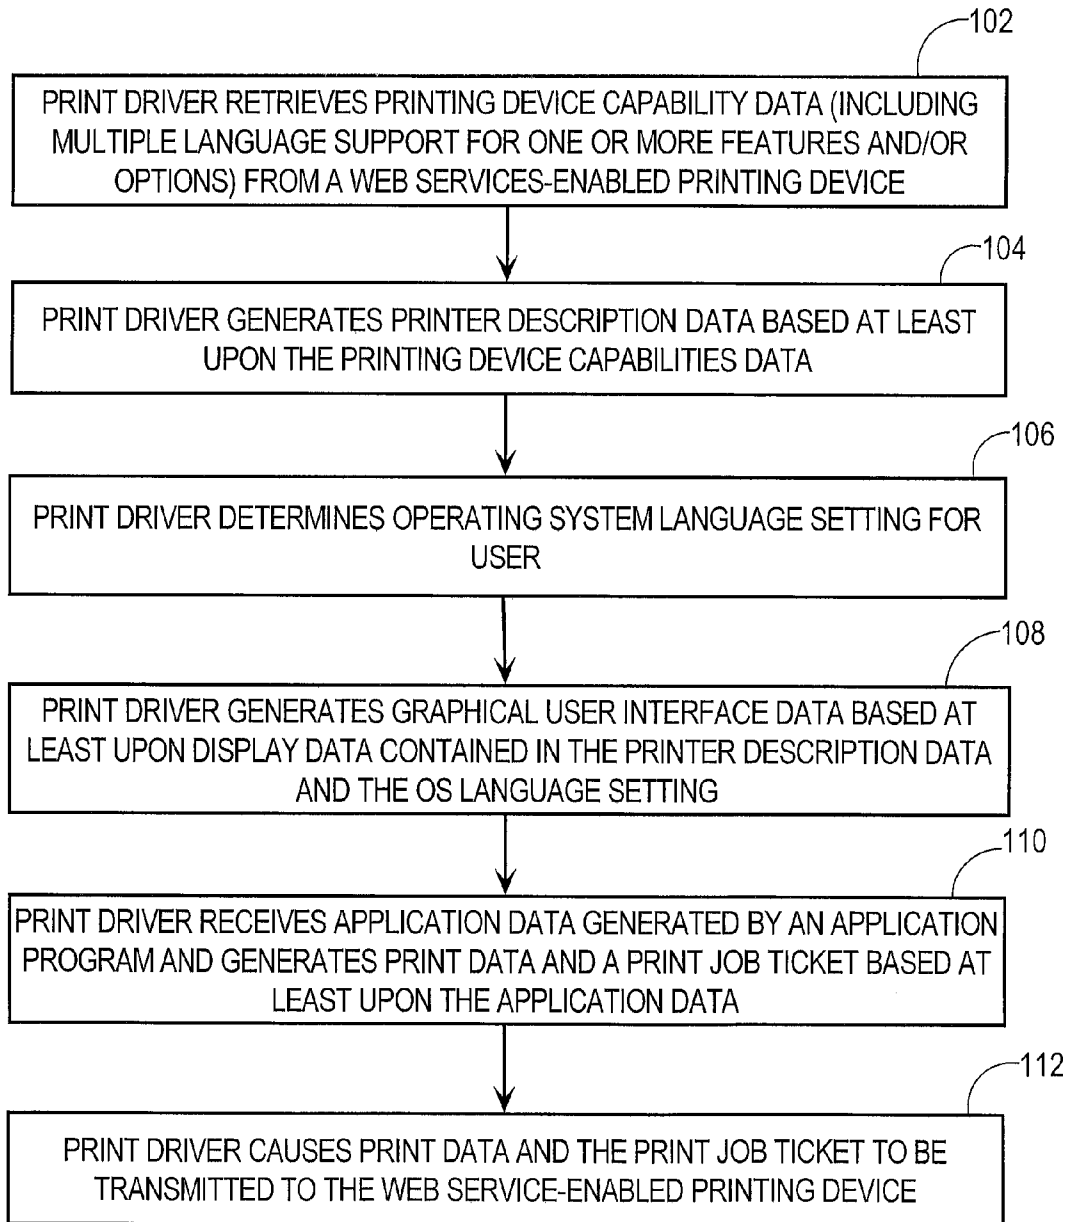 102
PRINT DRIVER RETRIEVES PRINTING DEVICE CAPABILITY DATA (INCLUDING
MULTIPLE LANGUAGE SUPPORT FOR ONE OR MORE FEATURES AND/OR
OPTIONS) FROM A WEB SERVICES-ENABLED PRINTING DEVICE
104
PRINT DRIVER GENERATES PRINTER DESCRIPTION DATA BASED AT LEAST
UPON THE PRINTING DEVICE CAPABILITIES DATA
106
PRINT DRIVER DETERMINES OPERATING SYSTEM LANGUAGE SETTING FOR
USER
108
PRINT DRIVER GENERATES GRAPHICAL USER INTERFACE DATA BASED AT
LEAST UPON DISPLAY DATA CONTAINED IN THE PRINTER DESCRIPTION DATA
AND THE OS LANGUAGE SETTING
110
PRINT DRIVER RECEIVES APPLICATION DATA GENERATED BY AN APPLICATION
PROGRAM AND GENERATES PRINT DATA AND A PRINT JOB TICKET BASED AT
LEAST UPON THE APPLICATION DATA
112
PRINT DRIVER CAUSES PRINT DATA AND THE PRINT JOB TICKET TO BE
TRANSMITTED TO THE WEB SERVICE-ENABLED PRINTING DEVICE